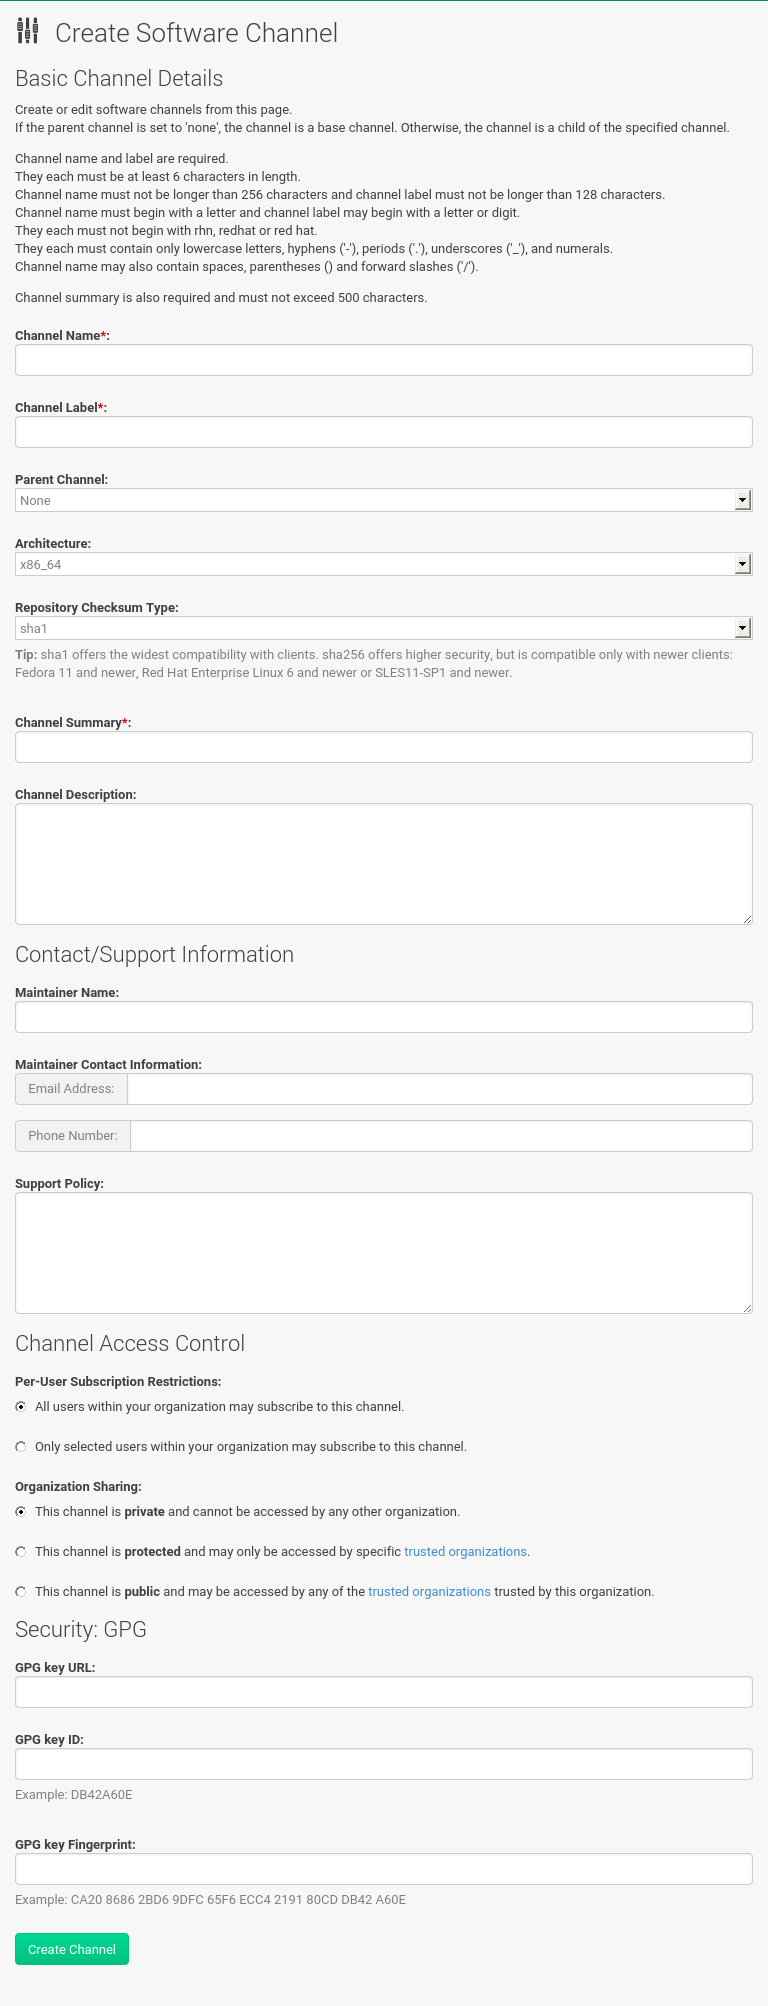 Create Software Channel
Basic Channel Details
Create or edit software channels from this page.
If the parent channel is set to 'none', the channel is a base channel. Otherwise, the channel is a child of the specified channel.
Channel name and label are required.
They each must be at least 6 characters in length.
Channel name must not be longer than 256 characters and channel label must not be longer than 128 characters.
Channel name must begin with a letter and channel label may begin with a letter or digit.
They each must not begin with rhn, redhat or red hat.
They each must contain only lowercase letters, hyphens ('-'), periods ('.'), underscores ('_'), and numerals.
Channel name may also contain spaces, parentheses () and forward slashes ('/').
Channel summary is also required and must not exceed 500 characters.
Channel Name*:
Channel Label*:
Parent Channel:
None
Architecture:
x86_64
Repository Checksum Type:
sha1
Tip: sha1 offers the widest compatibility with clients. sha256 offers higher security, but is compatible only with newer clients:
Fedora 11 and newer, Red Hat Enterprise Linux 6 and newer or SLES11-SP1 and newer.
Channel Summary*:
Channel Description:
Contact/Support Information
Maintainer Name:
Maintainer Contact Information:
Email Address:
Phone Number:
Support Policy:
Channel Access Control
Per-User Subscription Restrictions:
All users within your organization may subscribe to this channel.
Only selected users within your organization may subscribe to this channel.
Organization Sharing:
This channel is private and cannot be accessed by any other organization.
This channel is protected and may only be accessed by specific trusted organizations.
This channel is public and may be accessed by any of the trusted organizations trusted by this organization.
Security: GPG
GPG key URL:
GPG key ID:
Example: DB42A60E
GPG key Fingerprint:
Example: CA20 8686 2BD6 9DFC 65F6 ECC4 2191 80CD DB42 A60E
Create Channel